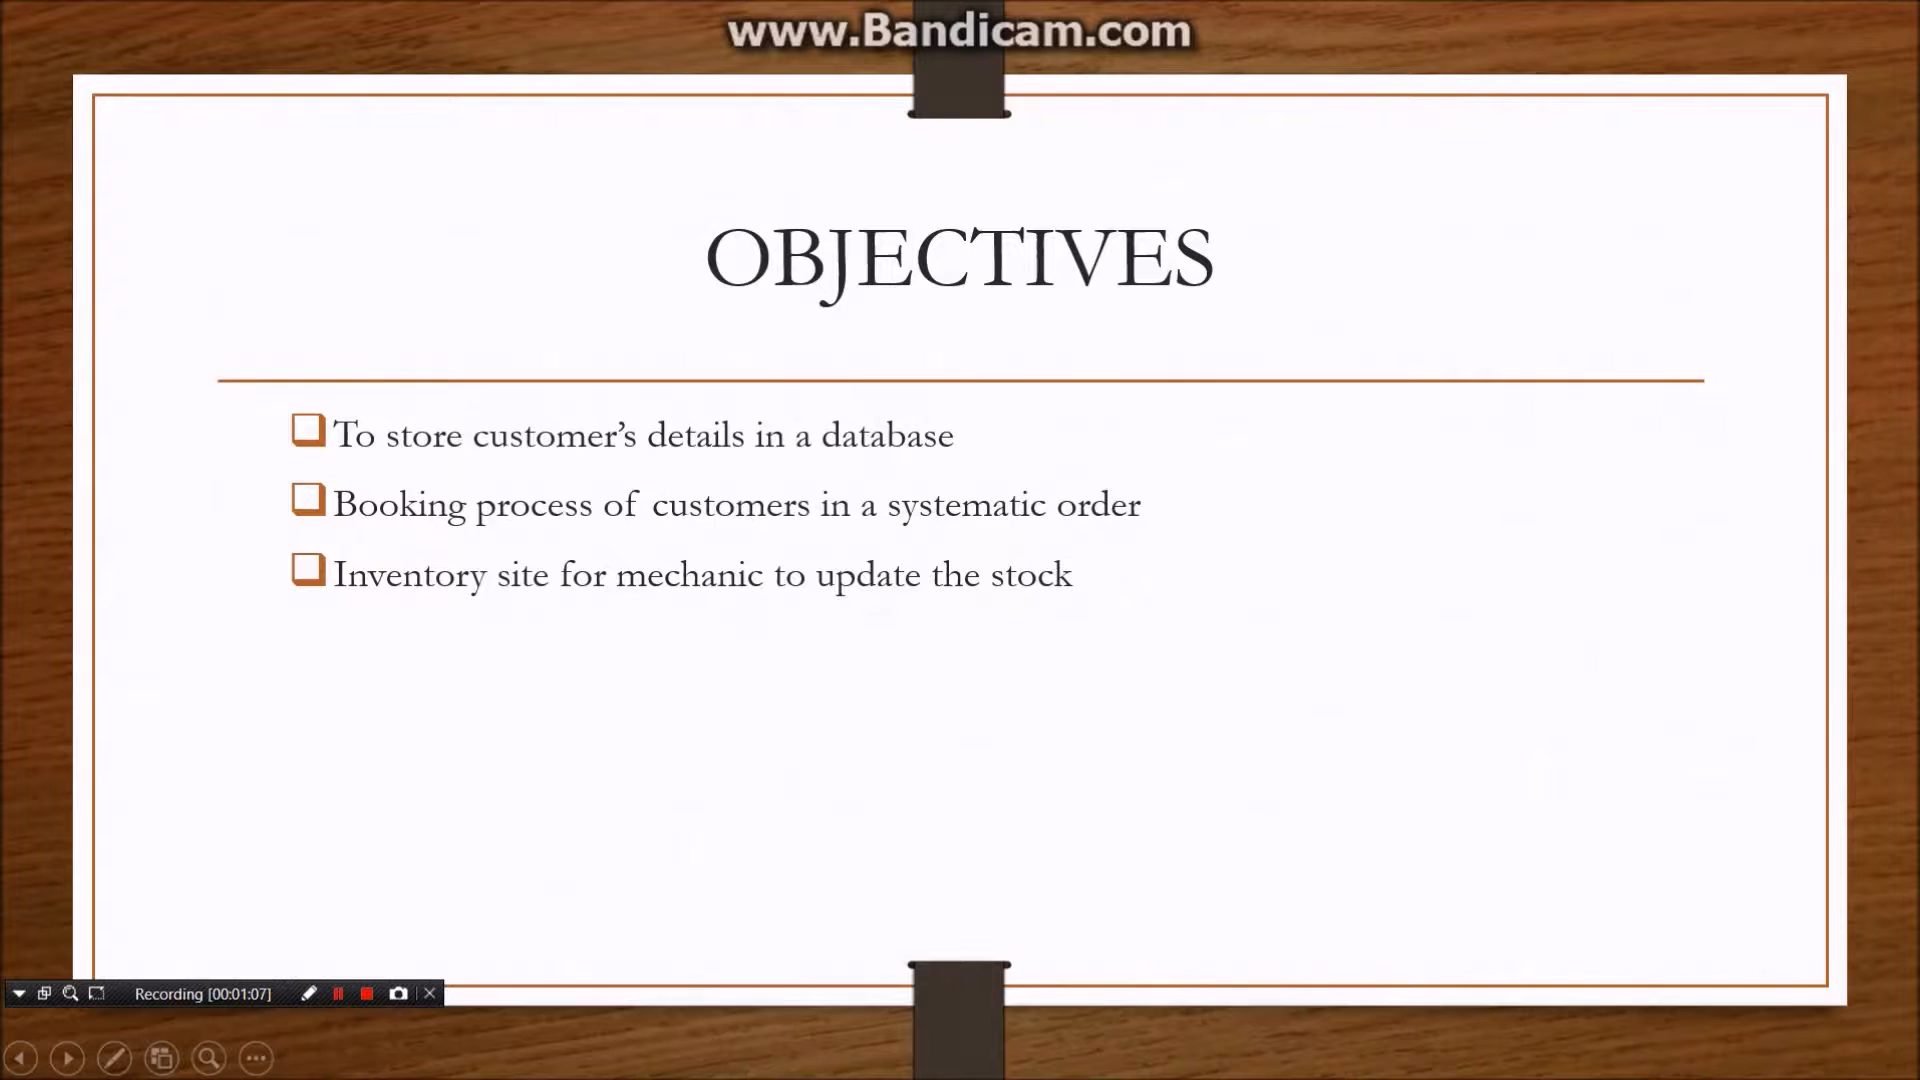 www.Bandicam.com
OBJECTIVES
To store customer’s details in a database
Booking process of customers in a systematic order
Inventory site for mechanic to update the stock
Recording [00:01:07]